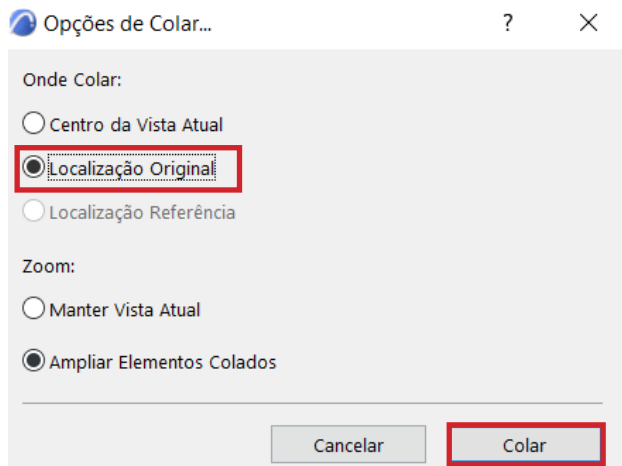 Opções de Colar...
?
Onde Colar:
Centro da Vista Atual
Localização Original
Localização Referência
Zoom:
Manter Vista Atual
Ampliar Elementos Colados
Cancelar
Colar